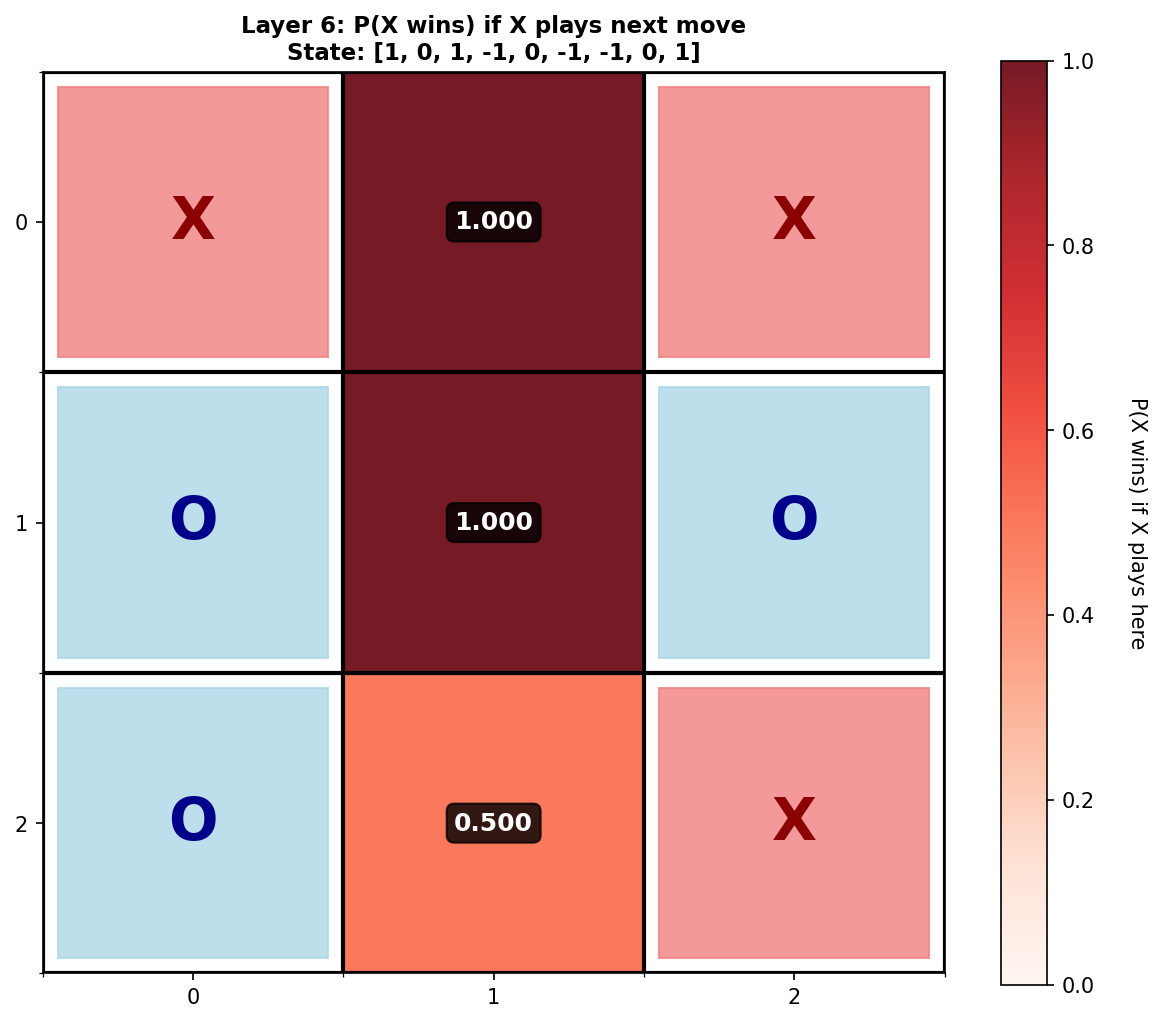 Layer 6: P(X wins) if X plays next move
State: [1, 0, 1, -1, 0, -1, -1, 0, 1]
X 1.000 X
O 1.000 O
O 0.500 X
0
1
2
0 1 2
1.0
0.8
0.6
0.4
0.2
0.0
P(X wins) if X plays here